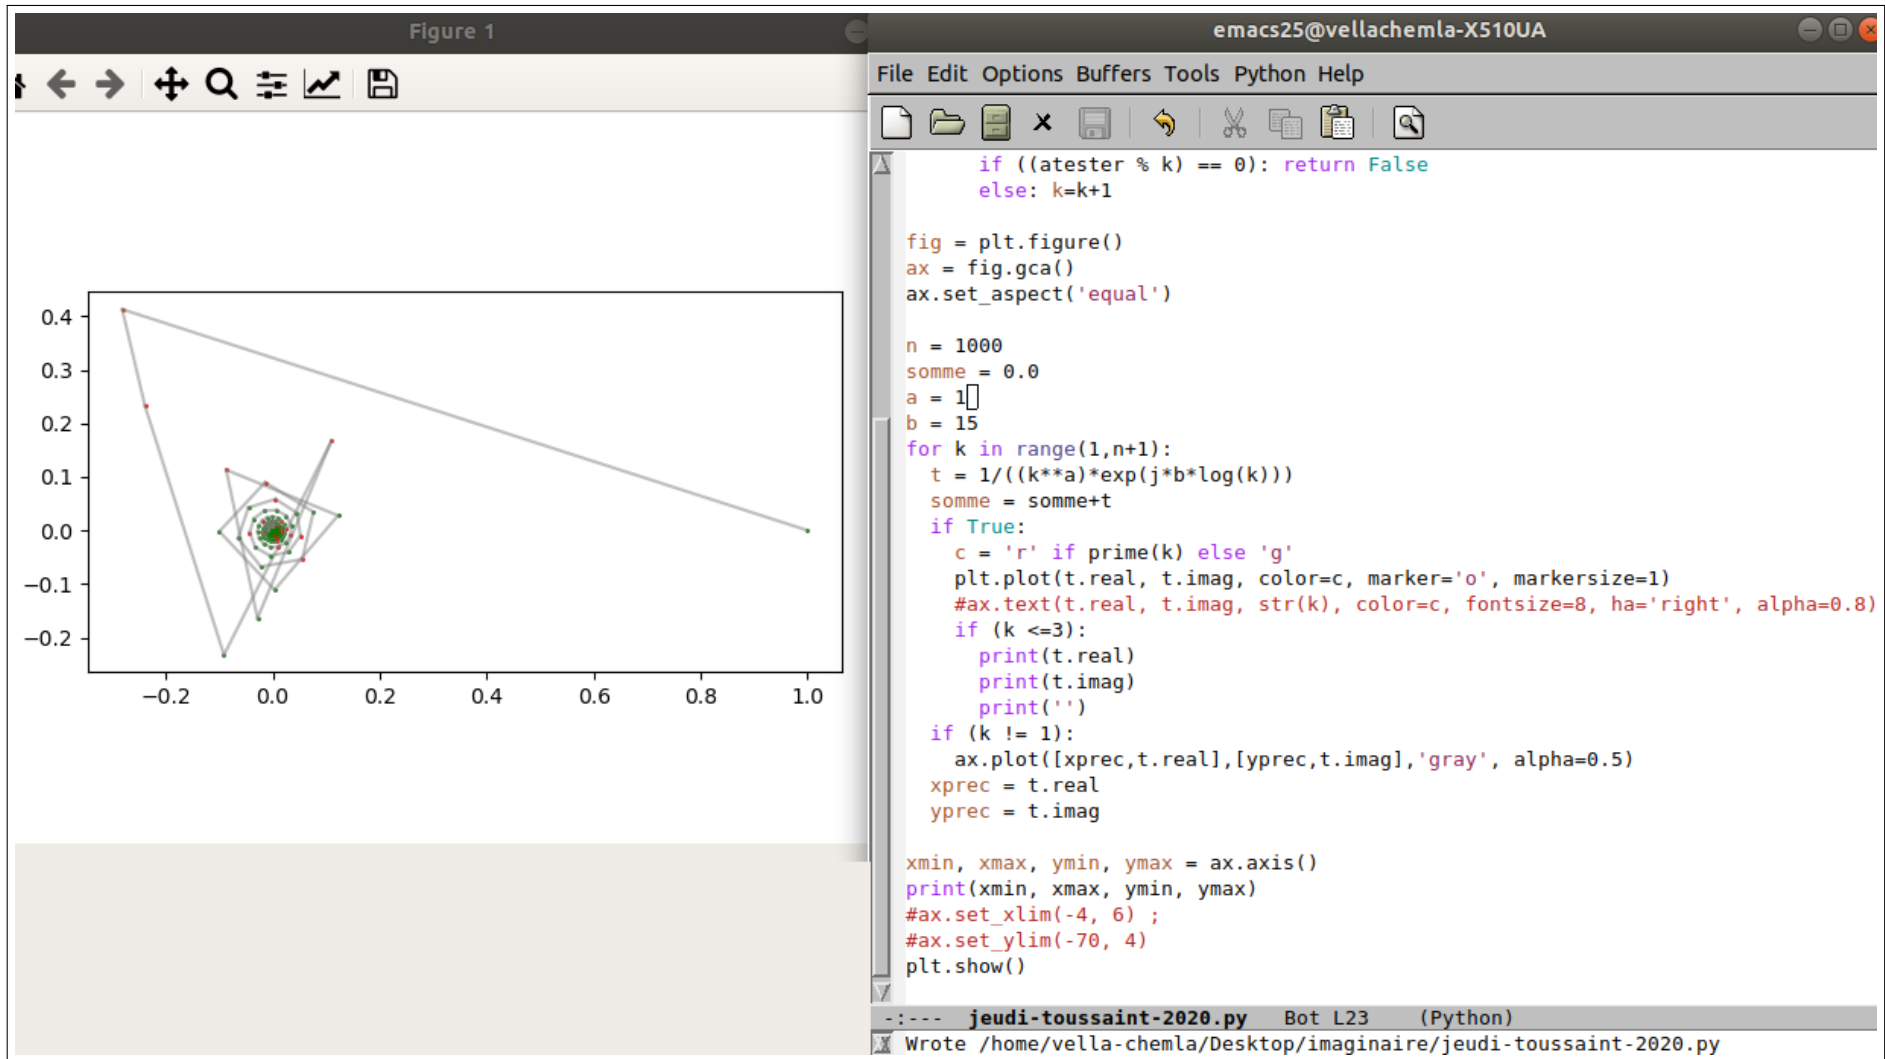 Figure 1
0.4
0.3
0.2
0.1
0.0
−0.1
−0.2
−0.2
0.0
0.2
0.4
0.6
0.8
1.0
emacs25@vellachemla-X510UA
File Edit Options Buffers Tools Python Help
if ((atester % k) == 0): return False
else: k=k+1
fig = plt.figure()
ax = fig.gca()
ax.set_aspect('equal')
n = 1000
somme = 0.0
a = 1
b = 15
for k in range(1,n+1):
t = 1/((k**a)*exp(j*b*log(k)))
somme = somme+t
if True:
c = 'r' if prime(k) else 'g'
plt.plot(t.real, t.imag, color=c, marker='o', markersize=1)
#ax.text(t.real, t.imag, str(k), color=c, fontsize=8, ha='right', alpha=0.8)
if (k <=3):
print(t.real)
print(t.imag)
print('')
if (k != 1):
ax.plot([xprec,t.real],[yprec,t.imag],'gray', alpha=0.5)
xprec = t.real
yprec = t.imag
xmin, xmax, ymin, ymax = ax.axis()
print(xmin, xmax, ymin, ymax)
#ax.set_xlim(-4, 6) ;
#ax.set_ylim(-70, 4)
plt.show()
-:--- jeudi-toussaint-2020.py Bot L23 (Python)
Wrote /home/vella-chemla/Desktop/imaginaire/jeudi-toussaint-2020.py